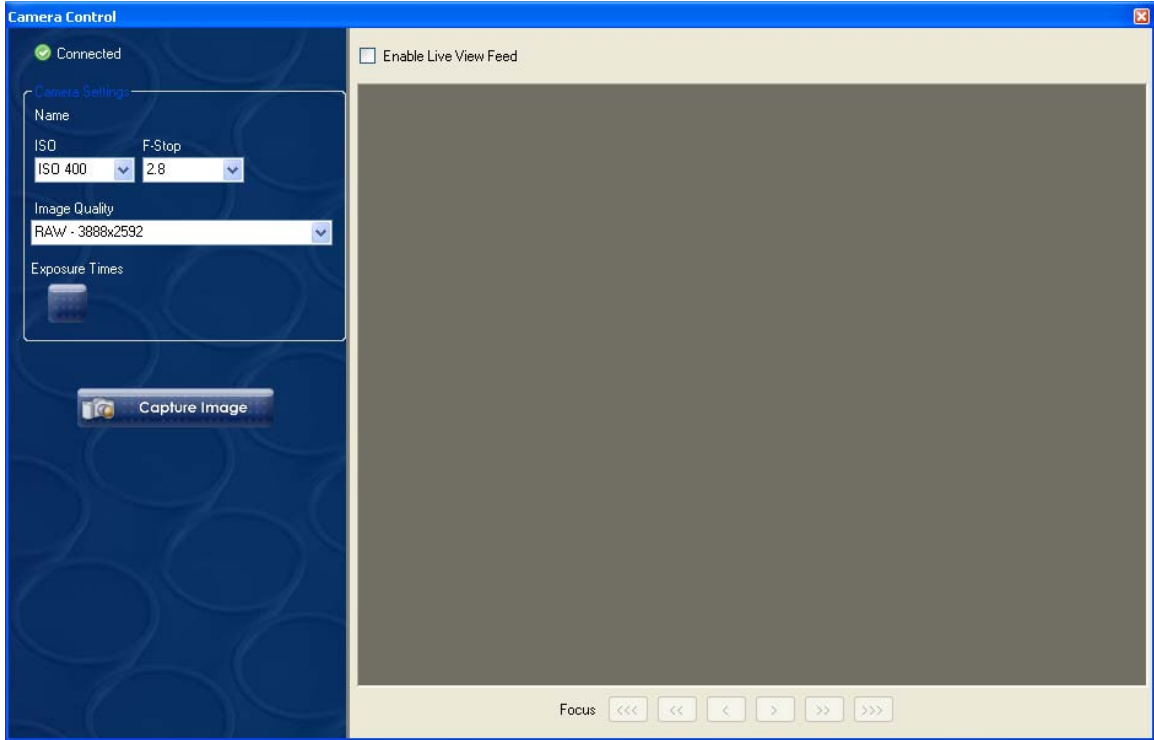 Camera Control
Connected
Enable Live View Feed
Camera Settings
Name
ISO F-Stop
ISO 400 2.8
Image Quality
RAW - 3888x2592
Exposure Times
Capture Image
Focus <<< << < > >> >>>